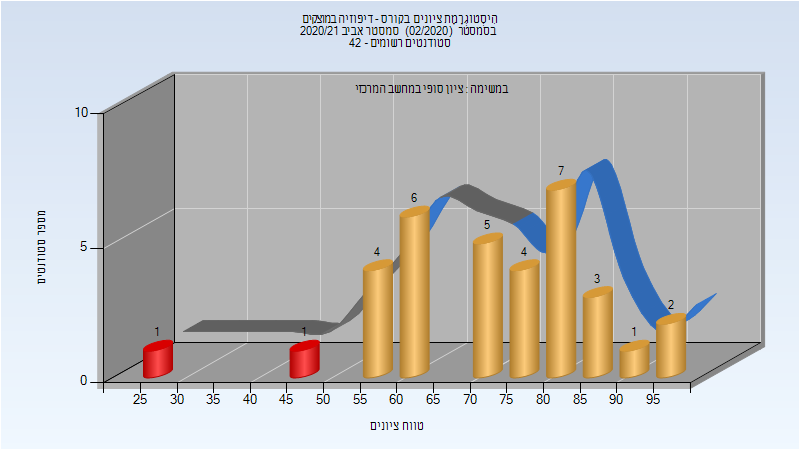 היסטוגרמת ציונים בקורס - דיפוזיה במוצקים
בסמסטר (02/2020) סמסטר אביב 2020/21
סטודנטים רשומים - 42
במשימה : ציון סופי במחשב המרכזי
מספר סטודנטים
10
5
0
1
1
4
6
5
4
7
3
1
2
25 30 35 40 45 50 55 60 65 70 75 80 85 90 95
טווח ציונים